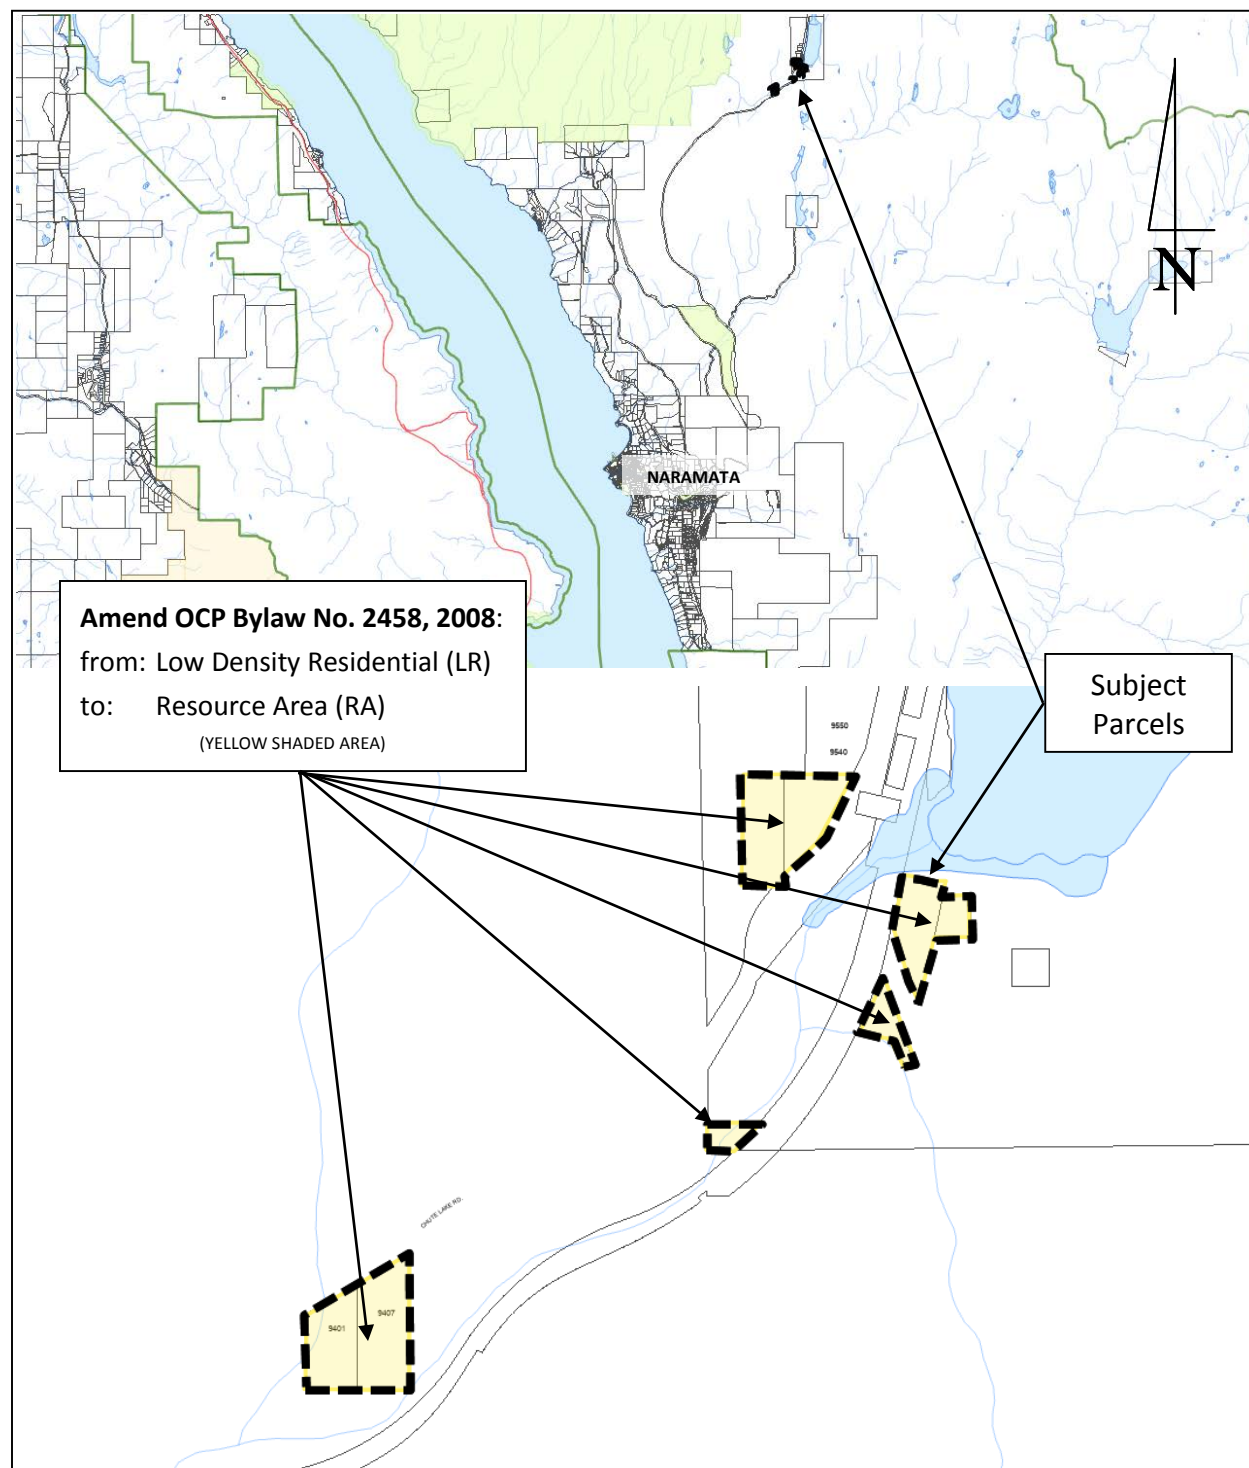 N
NARAMATA
Amend OCP Bylaw No. 2458, 2008:
from: Low Density Residential (LR)
to: Resource Area (RA)
(YELLOW SHADED AREA)
Subject
Parcels
9550
9540
CHUTE LAKE RD.
9407
9401